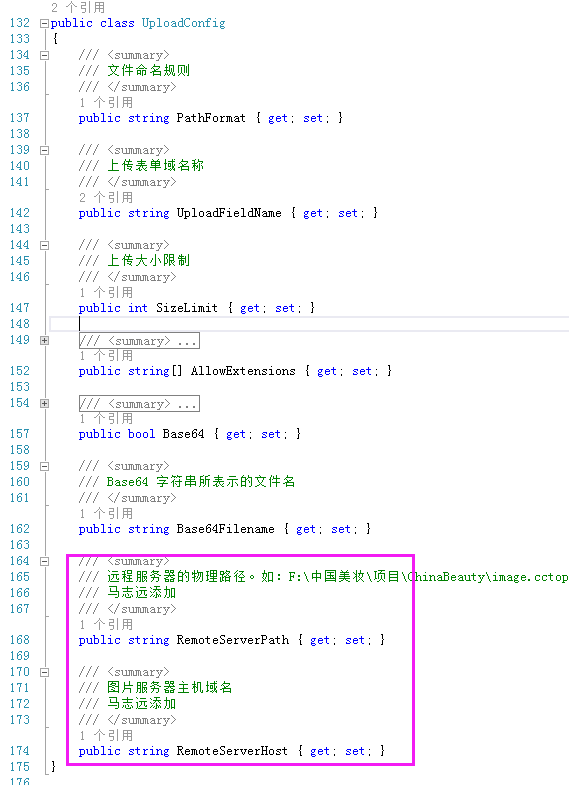 2 个引用
132 public class UploadConfig
133 {
134 /// <summary>
135 /// 文件命名规则
136 /// </summary>
1 个引用
137 public string PathFormat { get; set; }
138
139 /// <summary>
140 /// 上传表单域名称
141 /// </summary>
2 个引用
142 public string UploadFieldName { get; set; }
143
144 /// <summary>
145 /// 上传大小限制
146 /// </summary>
1 个引用
147 public int SizeLimit { get; set; }
148
149 /// <summary> ...
1 个引用
152 public string[] AllowExtensions { get; set; }
153
154 /// <summary> ...
1 个引用
157 public bool Base64 { get; set; }
158
159 /// <summary>
160 /// Base64 字符串所表示的文件名
161 /// </summary>
1 个引用
162 public string Base64Filename { get; set; }
163
164 /// <summary>
165 /// 远程服务器的物理路径。如：F:\中国美妆\项目\ChinaBeauty\image.cctop
166 /// 马志远添加
167 /// </summary>
1 个引用
168 public string RemoteServerPath { get; set; }
169
170 /// <summary>
171 /// 图片服务器主机域名
172 /// 马志远添加
173 /// </summary>
1 个引用
174 public string RemoteServerHost { get; set; }
175 }
176